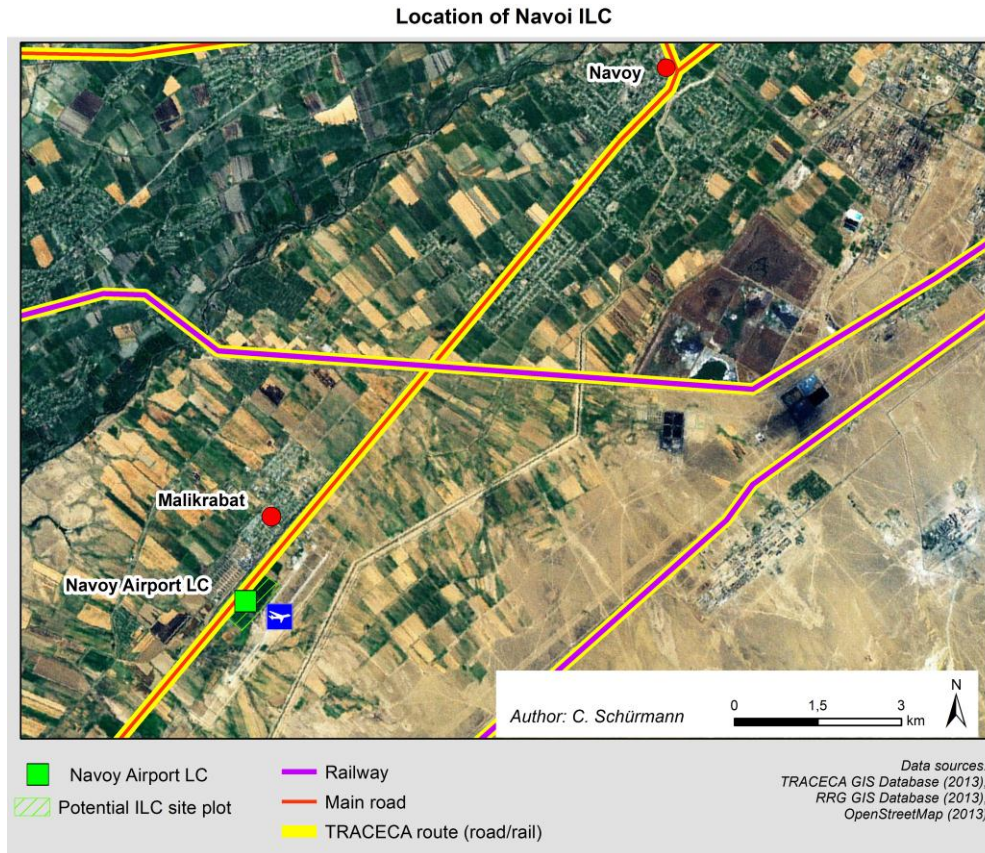 Location of Navoi ILC
Navoy
Malikrabat
Navoy Airport LC
Author: C. Schürmann
0 1,5 3
km
N
Navoy Airport LC
Potential ILC site plot
Railway
Main road
TRACECA route (road/rail)
Data sources:
TRACECA GIS Database (2013),
RRG GIS Database (2013),
OpenStreetMap (2013)